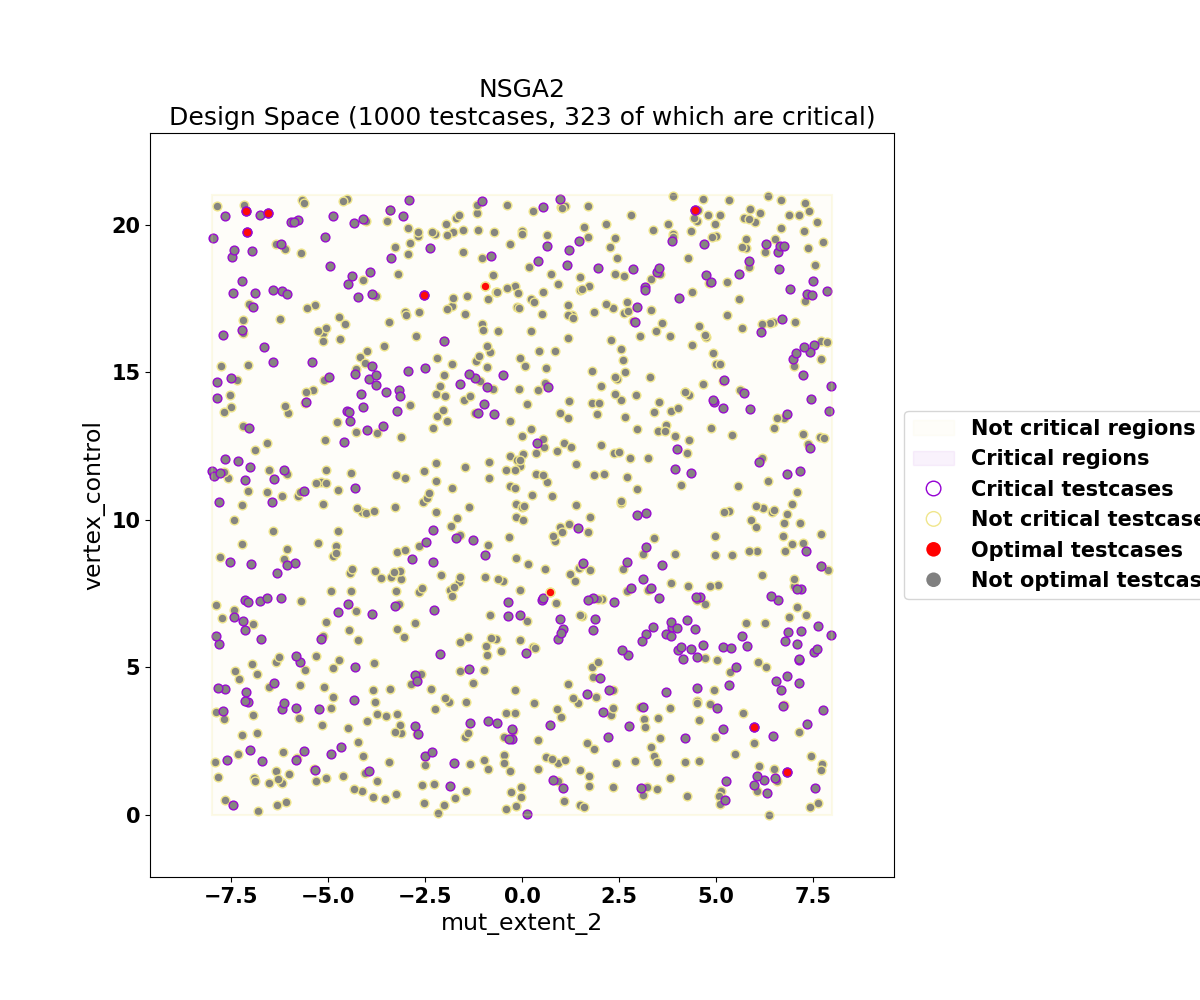 NSGA2
Design Space (1000 testcases, 323 of which are critical)
20
15
10
5
0
vertex_control
−7.5
−5.0
−2.5
0.0
2.5
5.0
7.5
mut_extent_2
Not critical regions
Critical regions
Critical testcases
Not critical testcase
Optimal testcases
Not optimal testcas